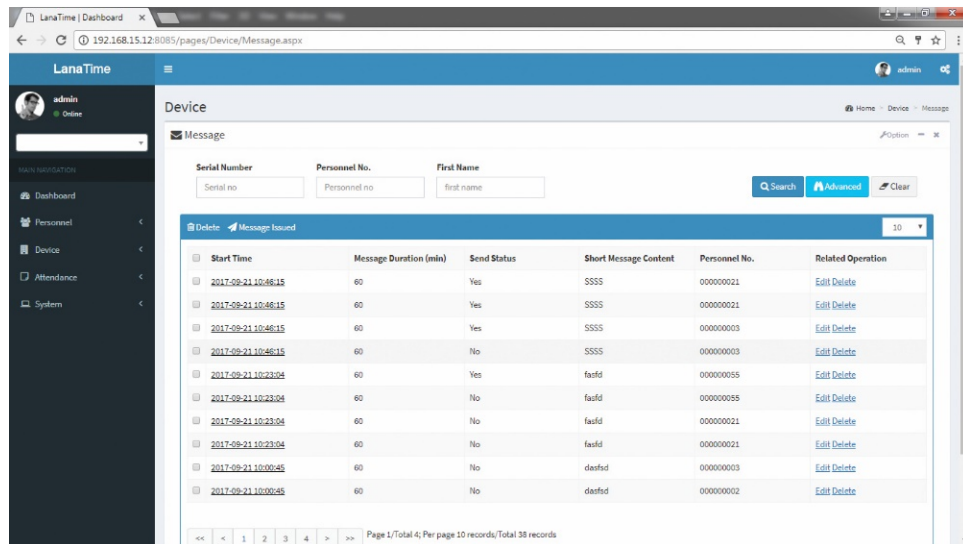 LanaTime | Dashboard
192.168.15.12:8085/pages/Device/Message.aspx
LanaTime
admin
admin
Online
Device
Home > Device > Message
Message
Option
MAIN NAVIGATION
Dashboard
Personnel
Device
Attendance
System
Serial Number Personnel No. First Name
Serial no Personnel no first name
Search Advanced Clear
Delete Message Issued 10
Start Time Message Duration (min) Send Status Short Message Content Personnel No. Related Operation
2017-09-21 10:46:15 60 Yes SSSS 000000021 Edit Delete
2017-09-21 10:46:15 60 Yes SSSS 000000021 Edit Delete
2017-09-21 10:46:15 60 Yes SSSS 000000003 Edit Delete
2017-09-21 10:46:15 60 No SSSS 000000003 Edit Delete
2017-09-21 10:23:04 60 Yes fasfd 000000055 Edit Delete
2017-09-21 10:23:04 60 No fasfd 000000055 Edit Delete
2017-09-21 10:23:04 60 No fasfd 000000021 Edit Delete
2017-09-21 10:23:04 60 No fasfd 000000021 Edit Delete
2017-09-21 10:00:45 60 No dasfsd 000000003 Edit Delete
2017-09-21 10:00:45 60 No dasfsd 000000002 Edit Delete
<< < 1 2 3 4 > >> Page 1/Total 4; Per page 10 records/Total 38 records